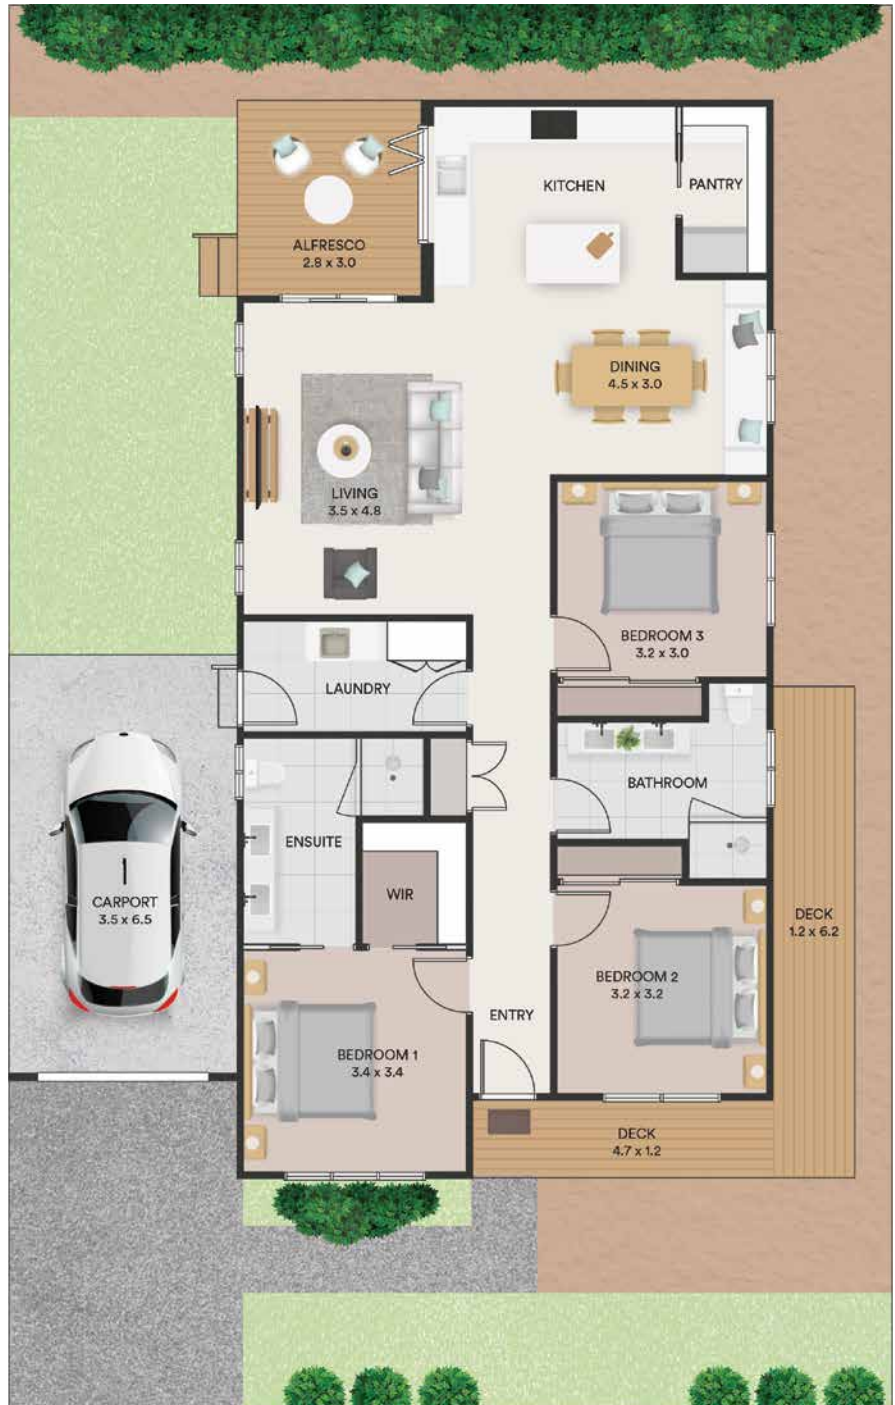 KITCHEN
PANTRY
ALFRESCO
2.8 x 3.0
DINING
4.5 x 3.0
LIVING
3.5 x 4.8
BEDROOM 3
3.2 x 3.0
LAUNDRY
BATHROOM
ENSUITE
WIR
CARPORT
3.5 x 6.5
DECK
1.2 x 6.2
BEDROOM 2
3.2 x 3.2
ENTRY
BEDROOM 1
3.4 x 3.4
DECK
4.7 x 1.2